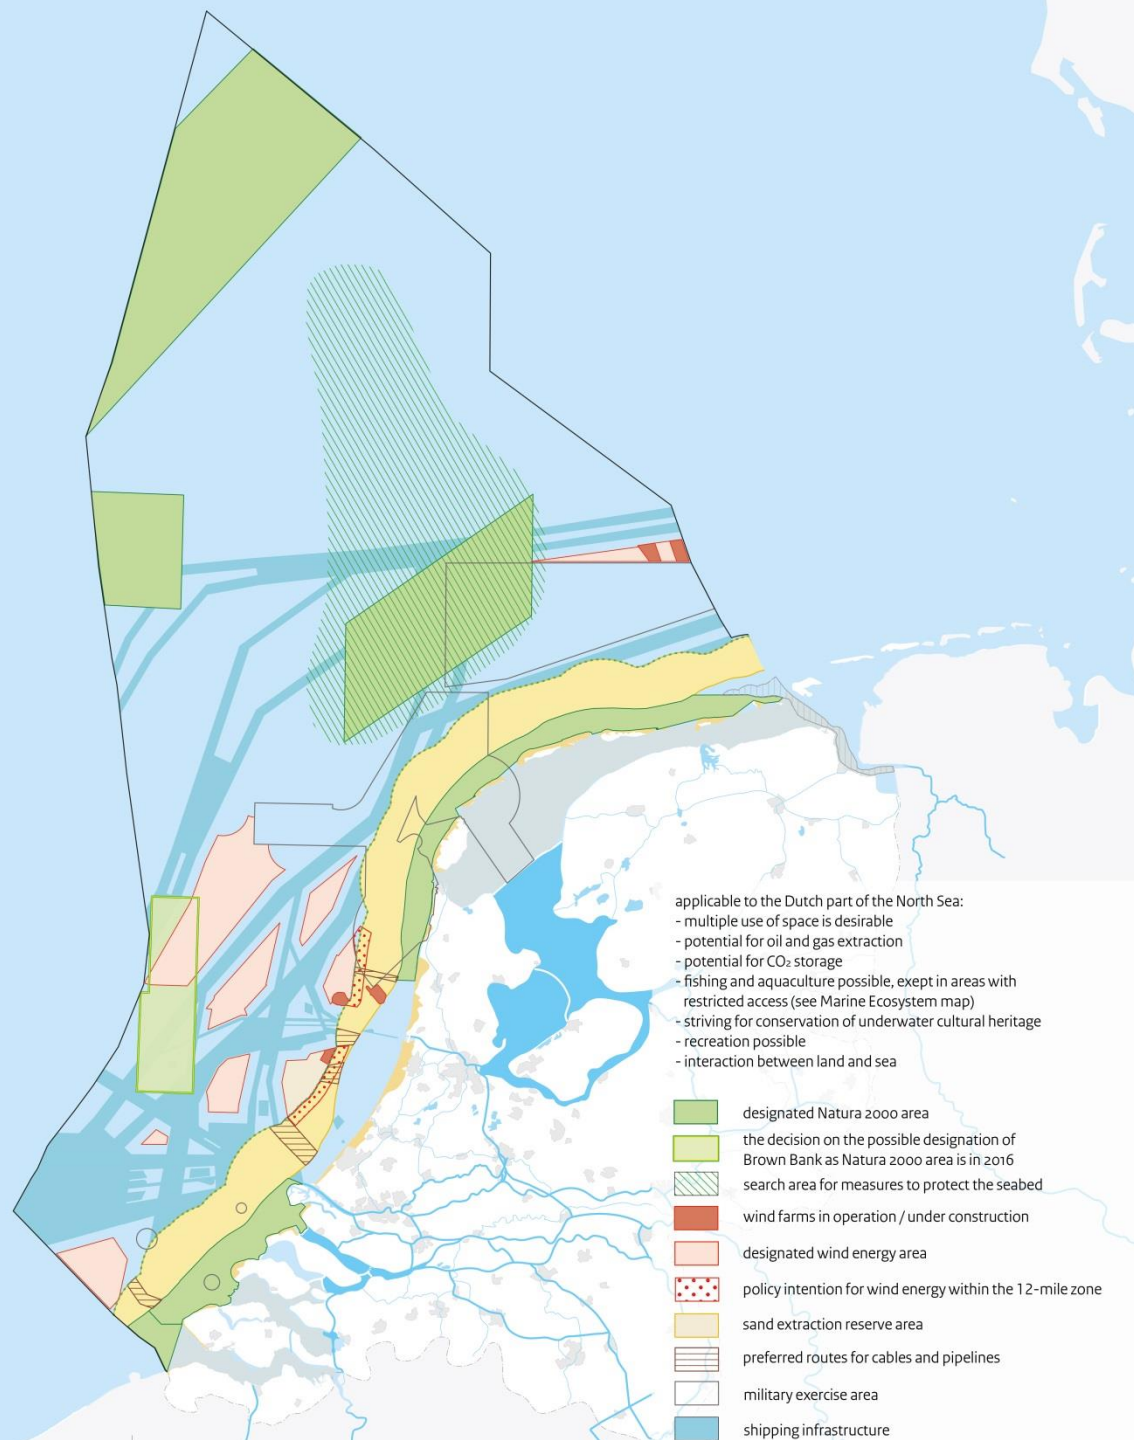 applicable to the Dutch part of the North Sea:
- multiple use of space is desirable
- potential for oil and gas extraction
- potential for CO₂ storage
- fishing and aquaculture possible, exept in areas with
restricted access (see Marine Ecosystem map)
- striving for conservation of underwater cultural heritage
- recreation possible
- interaction between land and sea
designated Natura 2000 area
the decision on the possible designation of
Brown Bank as Natura 2000 area is in 2016
search area for measures to protect the seabed
wind farms in operation / under construction
designated wind energy area
policy intention for wind energy within the 12-mile zone
sand extraction reserve area
preferred routes for cables and pipelines
military exercise area
shipping infrastructure